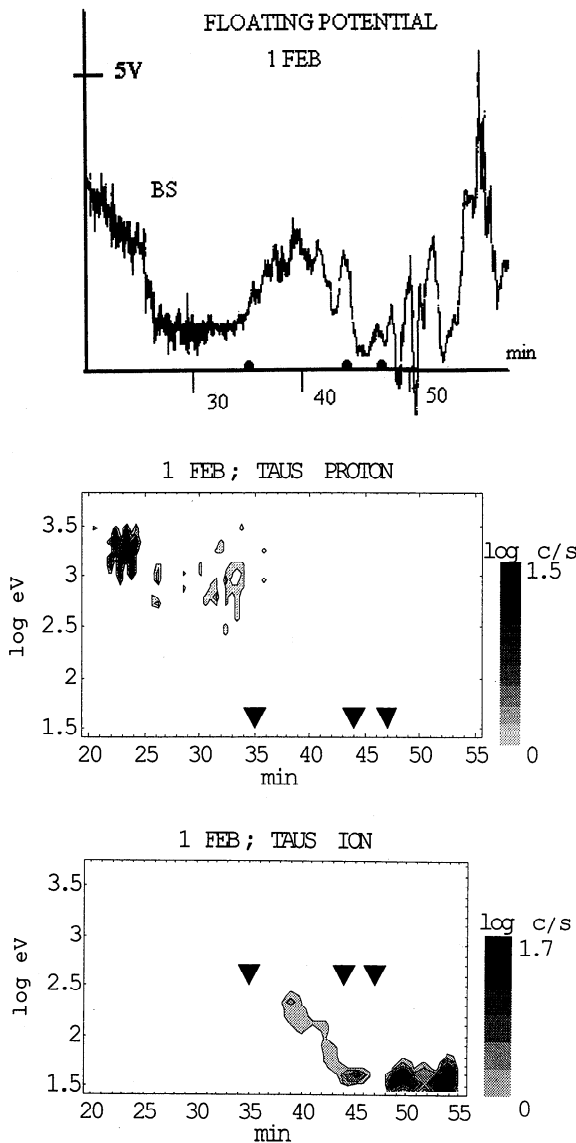 FLOATING POTENTIAL
1 FEB
5V
BS
min
30 40 50
1 FEB ; TAUS PROTON
log eV
3.5
3
2.5
2
1.5
20 25 30 35 40 45 50 55
min
log c/s
1.5
0
1 FEB ; TAUS ION
log eV
3.5
3
2.5
2
1.5
20 25 30 35 40 45 50 55
min
log c/s
1.7
0